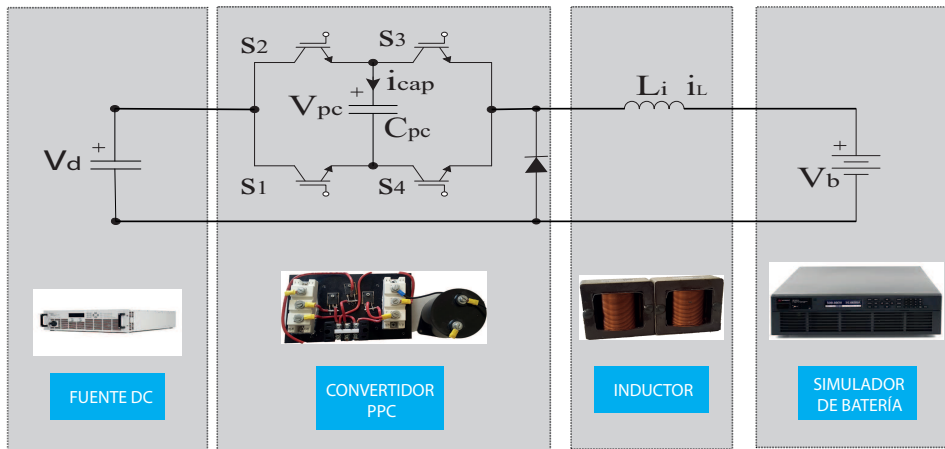 S2
S3
icap
+
Vpc
Cpc
Li iL
+
Vd
+
Vb
S1
S4
FUENTE DC
CONVERTIDOR
PPC
INDUCTOR
SIMULADOR
DE BATERÍA